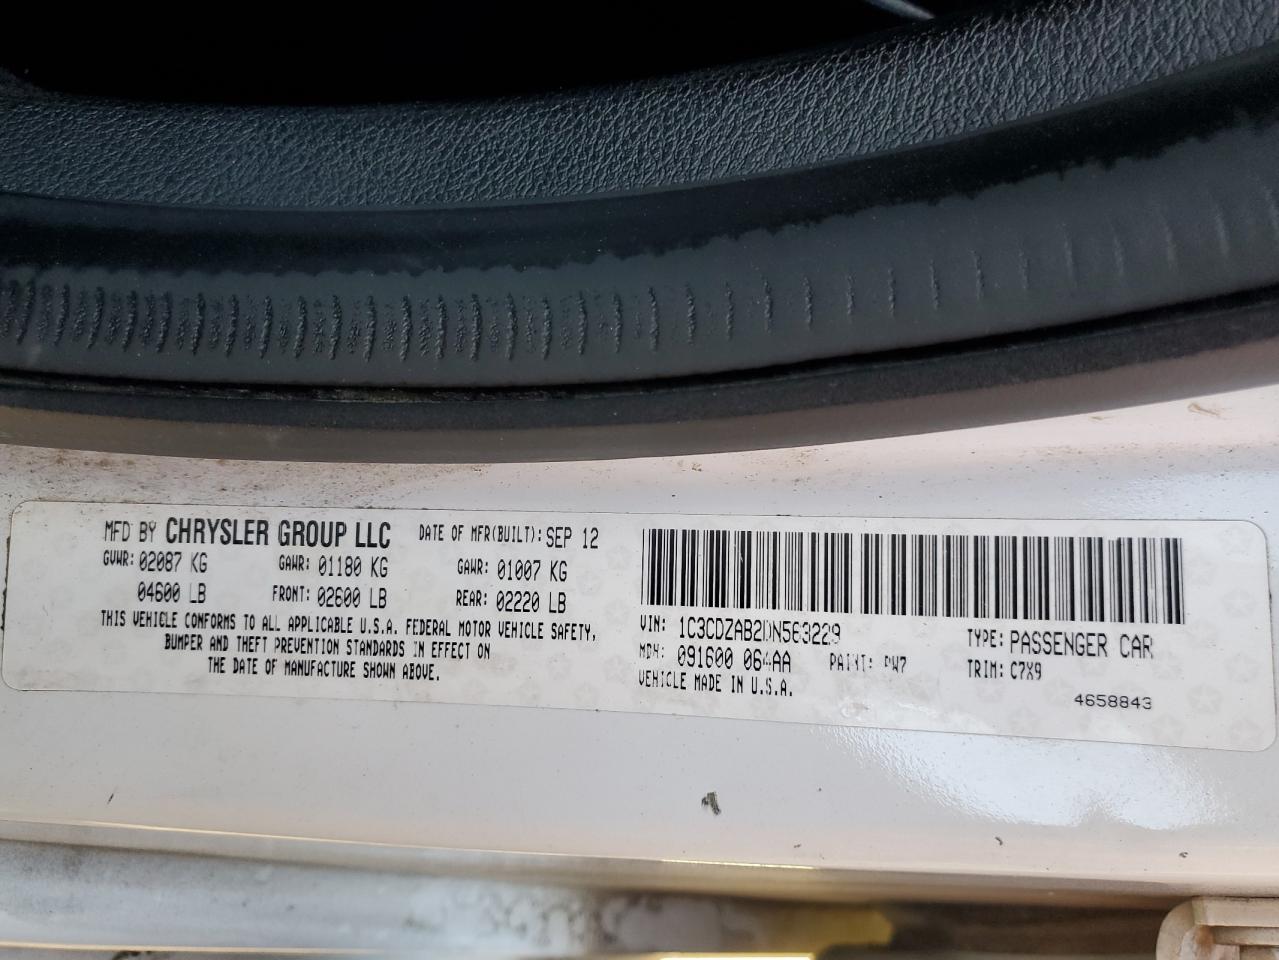 MFD BY CHRYSLER GROUP LLC DATE OF MFR(BUILT): SEP 12
GVWR: 02087 KG GAWR: 01180 KG GAWR: 01007 KG
04600 LB FRONT: 02600 LB REAR: 02220 LB
THIS VEHICLE CONFORMS TO ALL APPLICABLE U.S.A. FEDERAL MOTOR VEHICLE SAFETY,
BUMPER AND THEFT PREVENTION STANDARDS IN EFFECT ON
THE DATE OF MANUFACTURE SHOWN ABOVE.
VIN: 1C3CDZAB2DN563229 TYPE: PASSENGER CAR
MDH: 091600 064AA PAINT: PW7 TRIM: C7X9
VEHICLE MADE IN U.S.A.
4658843